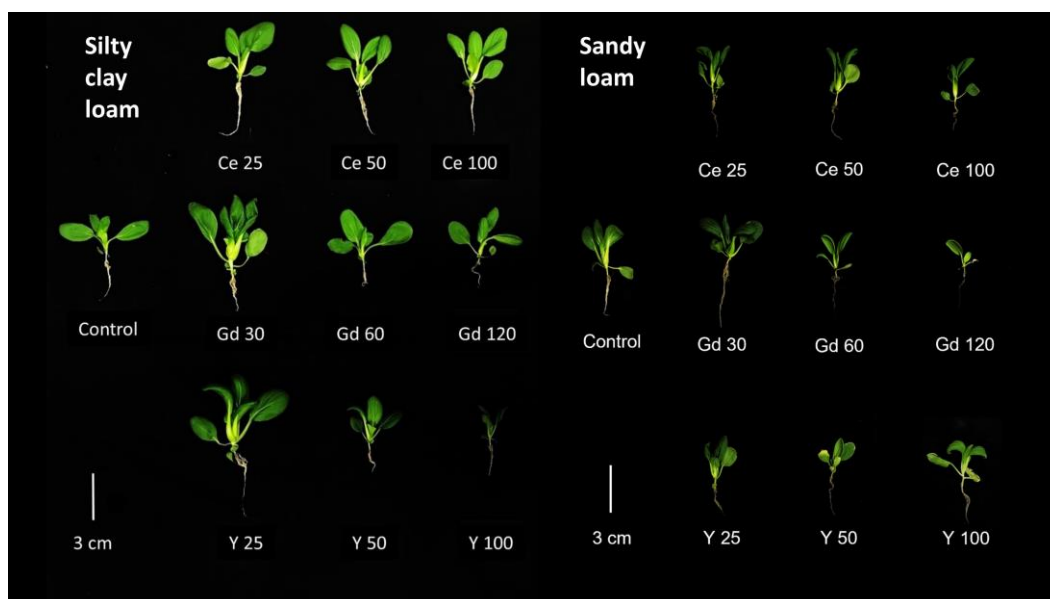 Silty
clay
loam
Ce 25 Ce 50 Ce 100
Control Gd 30 Gd 60 Gd 120
3 cm Y 25 Y 50 Y 100
Sandy
loam
Ce 25 Ce 50 Ce 100
Control Gd 30 Gd 60 Gd 120
3 cm Y 25 Y 50 Y 100